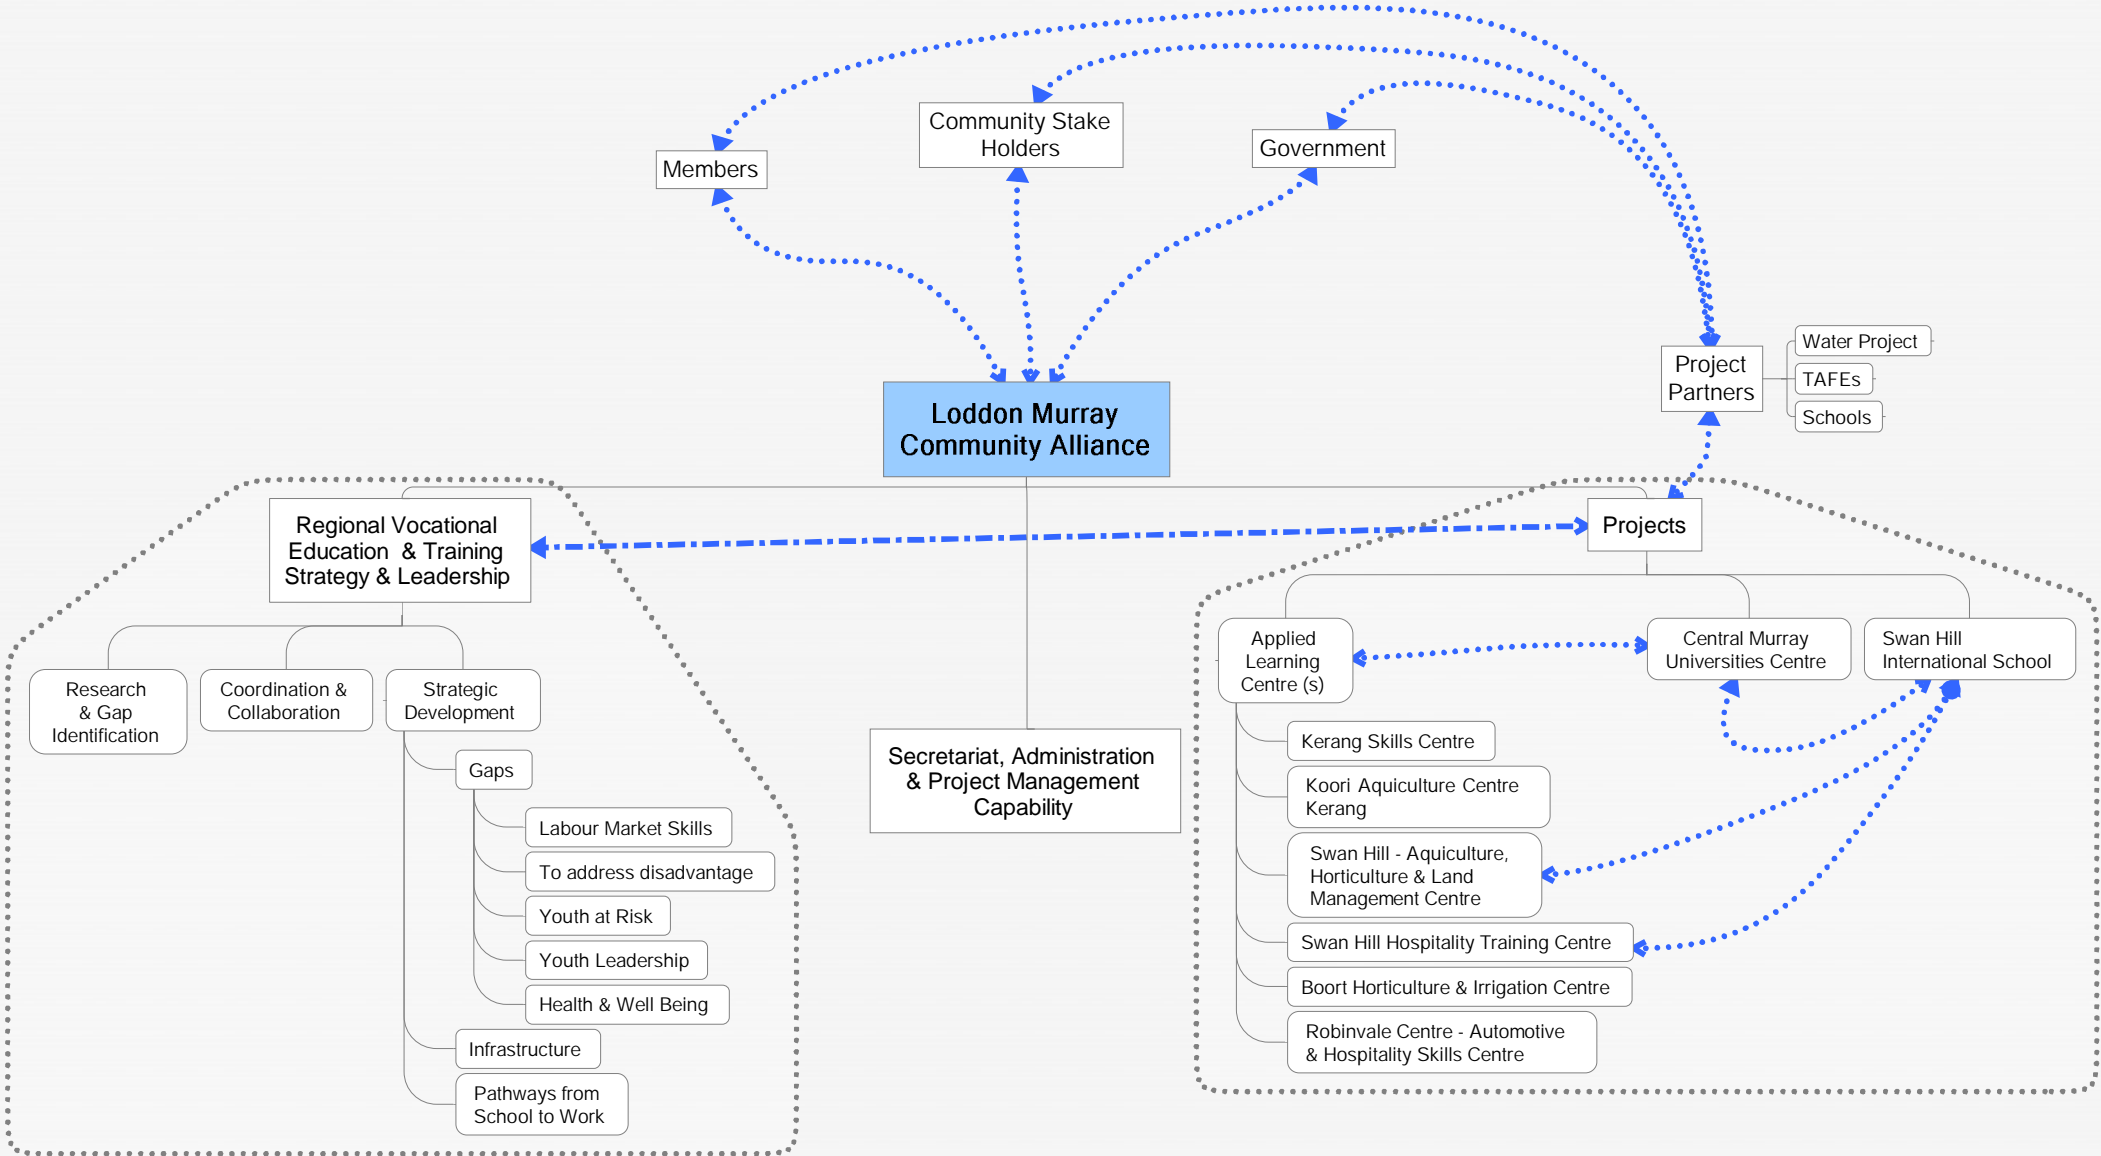 Community Stake
Holders
Members
Government
Project
Partners
Water Project
TAFEs
Schools
Loddon Murray
Community Alliance
Regional Vocational
Education & Training
Strategy & Leadership
Projects
Research
& Gap
Identification
Coordination &
Collaboration
Strategic
Development
Gaps
Labour Market Skills
To address disadvantage
Youth at Risk
Youth Leadership
Health & Well Being
Infrastructure
Pathways from
School to Work
Secretariat, Administration
& Project Management
Capability
Applied
Learning
Centre (s)
Central Murray
Universities Centre
Swan Hill
International School
Kerang Skills Centre
Koori Aquiculture Centre
Kerang
Swan Hill - Aquiculture,
Horticulture & Land
Management Centre
Swan Hill Hospitality Training Centre
Boort Horticulture & Irrigation Centre
Robinvale Centre - Automotive
& Hospitality Skills Centre